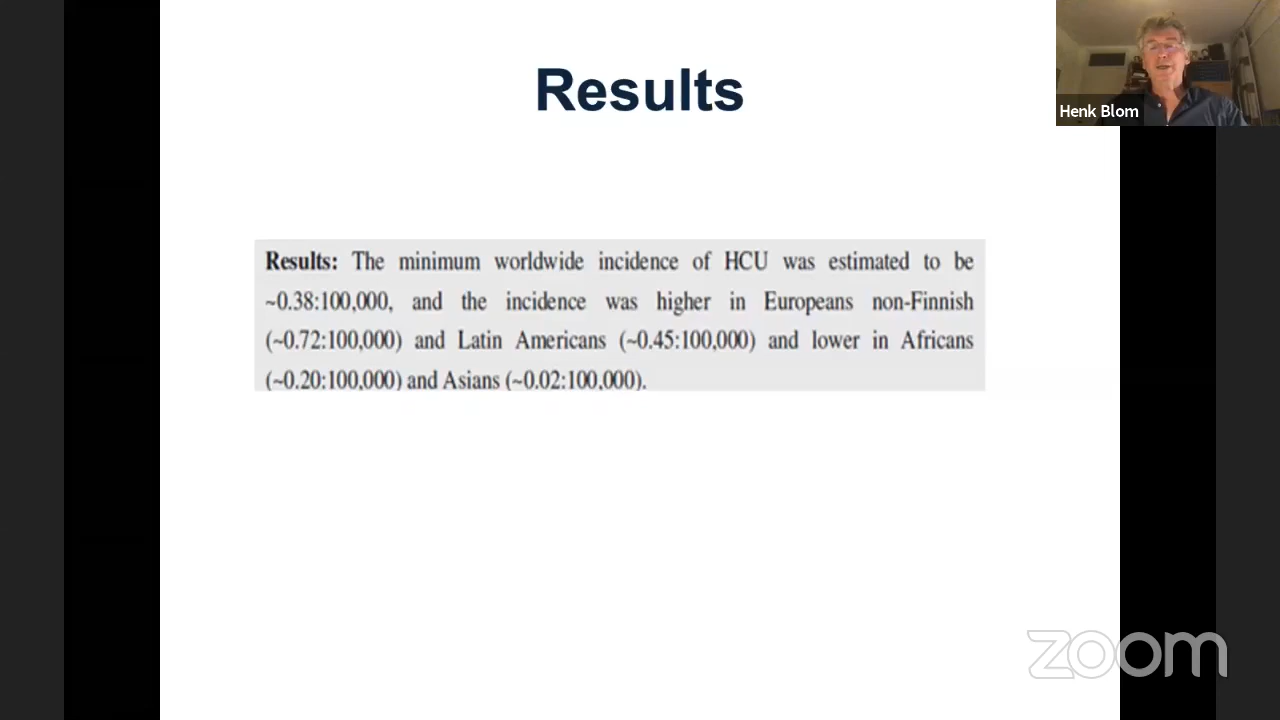 Results
Henk Blom
Results: The minimum worldwide incidence of HCU was estimated to be
~0.38:100,000, and the incidence was higher in Europeans non-Finnish
(~0.72:100,000) and Latin Americans (~0.45:100,000) and lower in Africans
(~0.20:100,000) and Asians (~0.02:100,000).
zoom